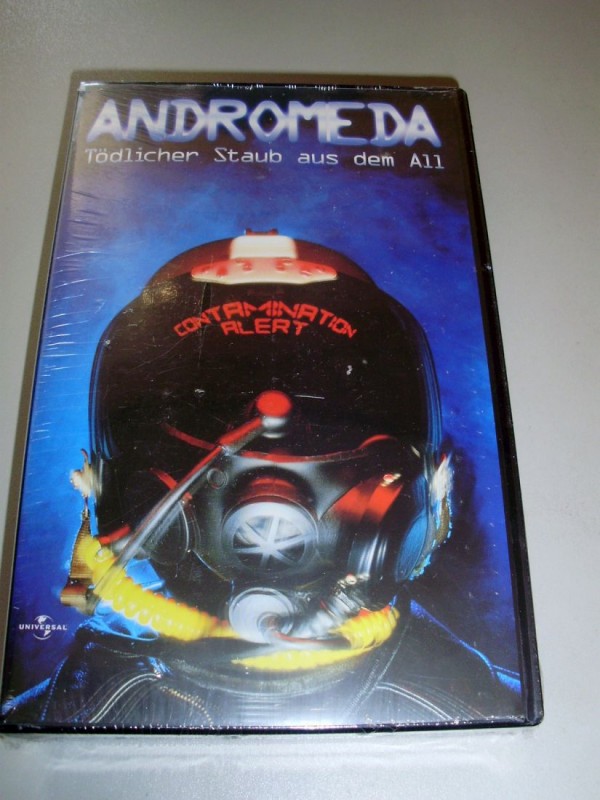 ANDROMEDA
Tödlicher Staub aus dem All
CONTAMINATION
ALERT
UNIVERSAL